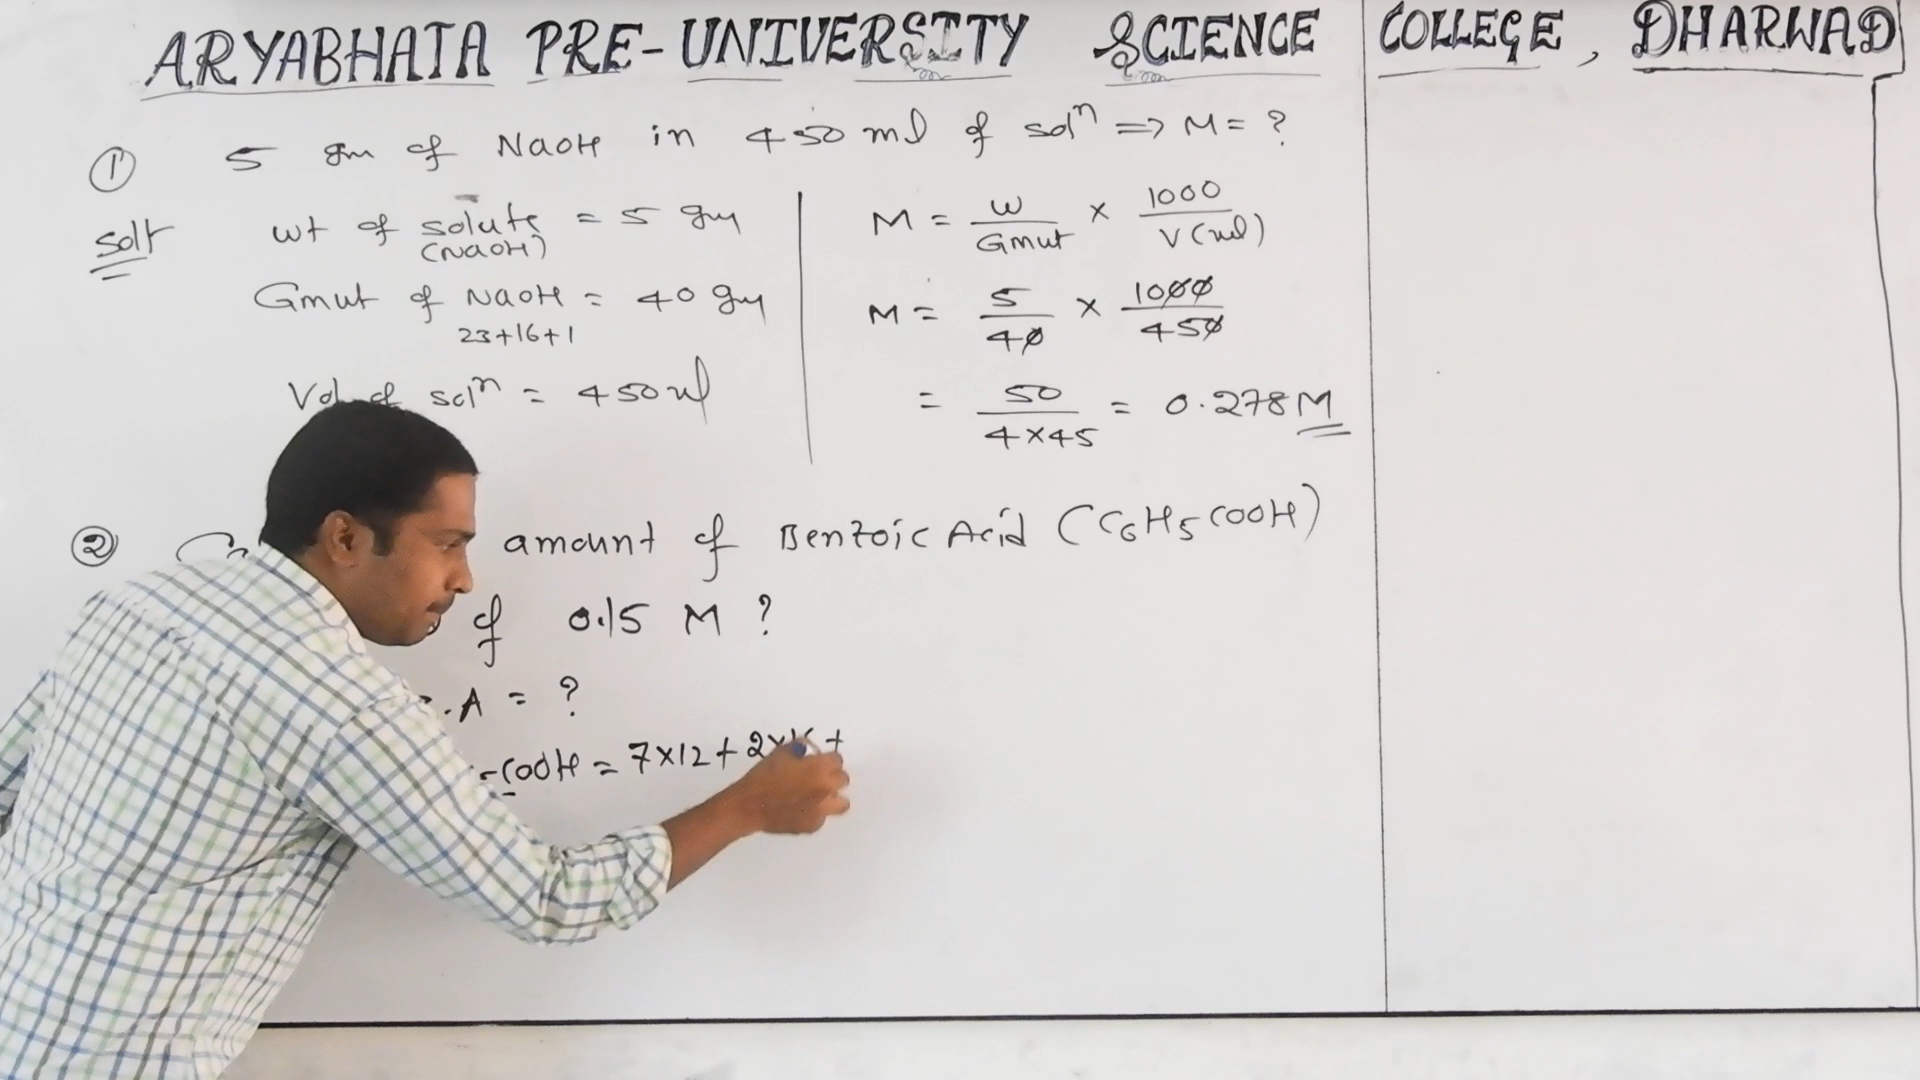 ARYABHATA PRE-UNIVERSITY SCIENCE COLLEGE, DHARWAD
① 5 gm of NaOH in 450 ml of solⁿ => M = ?
wt of solute = 5 gm
(NaOH)
Gmwt of NaOH = 40 gm
23+16+1
Vol of solⁿ = 450 ml
M = w/Gmwt × 1000/V(ml)
M = 5/40 × 1000/450
= 50/4×45 = 0.278 M
② amount of Benzoic Acid (C6H5COOH)
of 0.15 M ?
.A = ?
-COOH = 7×12 + 2×16 +